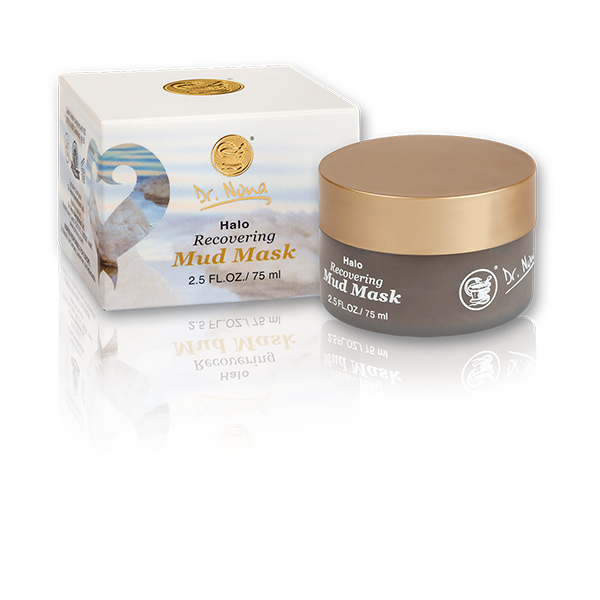 2
®
Dr. Nona
Halo
Recovering
Mud Mask
2.5 FL.OZ./ 75 ml
Halo
Recovering
Mud Mask
2.5 FL.OZ./ 75 ml
Dr. Nona